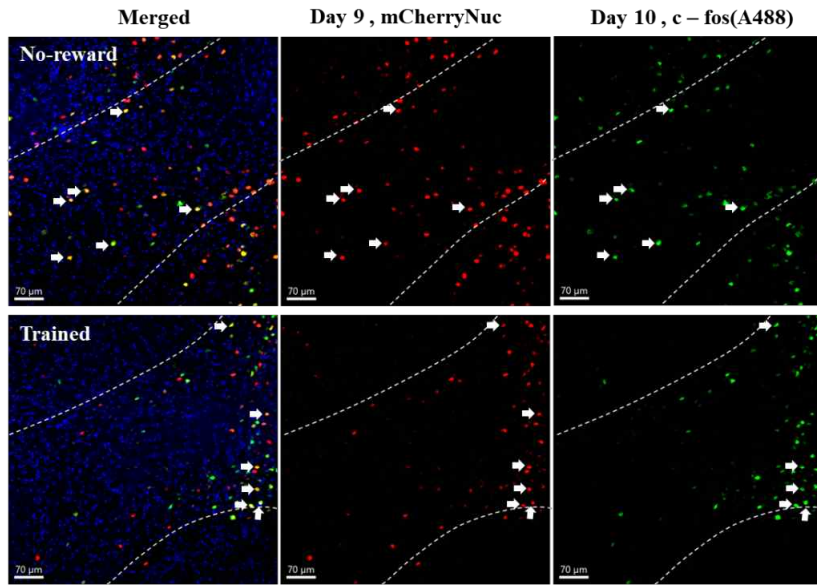 Merged Day 9 , mCherryNuc Day 10 , c – fos(A488)
No-reward
70 μm 70 μm 70 μm
Trained
70 μm 70 μm 70 μm